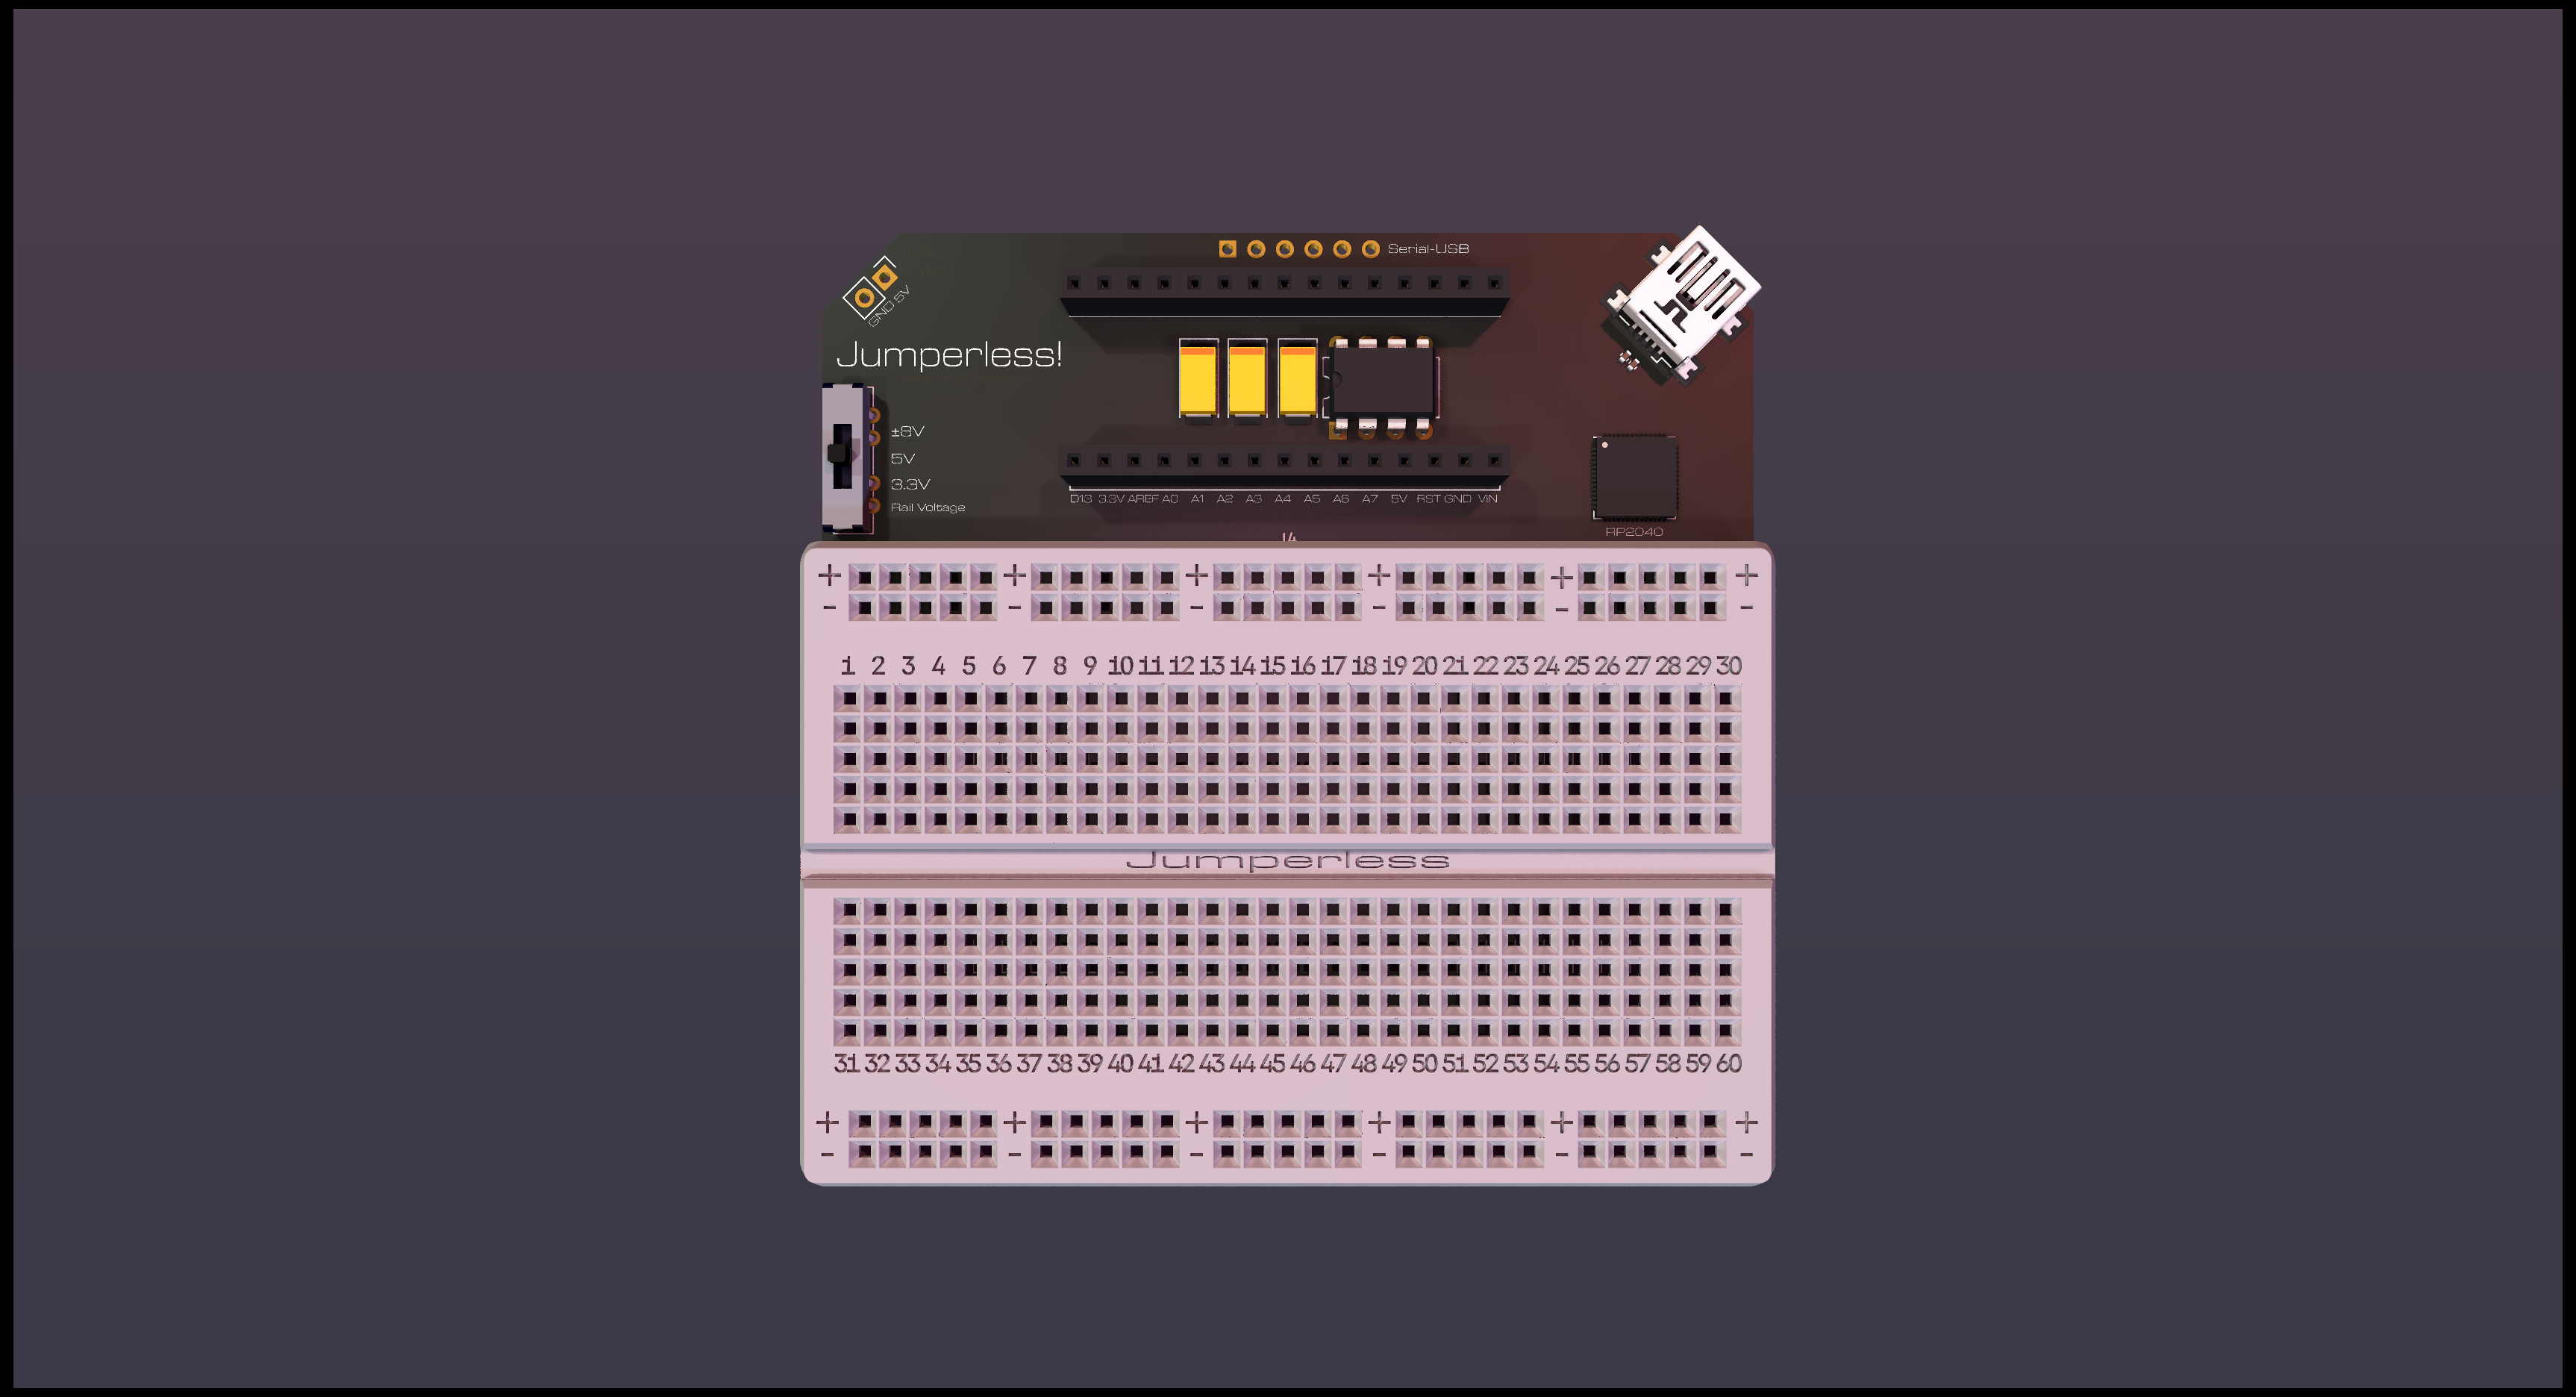 Serial-USB
GND 5V
Jumperless!
±8V
5V
3.3V
Rail Voltage
D13 3.3V AREF A0 A1 A2 A3 A4 A5 A6 A7 5V RST GND VIN
RP2040
+ + + + + +
- - - - - -
1 2 3 4 5 6 7 8 9 10 11 12 13 14 15 16 17 18 19 20 21 22 23 24 25 26 27 28 29 30
Jumperless
31 32 33 34 35 36 37 38 39 40 41 42 43 44 45 46 47 48 49 50 51 52 53 54 55 56 57 58 59 60
+ + + + + +
- - - - - -